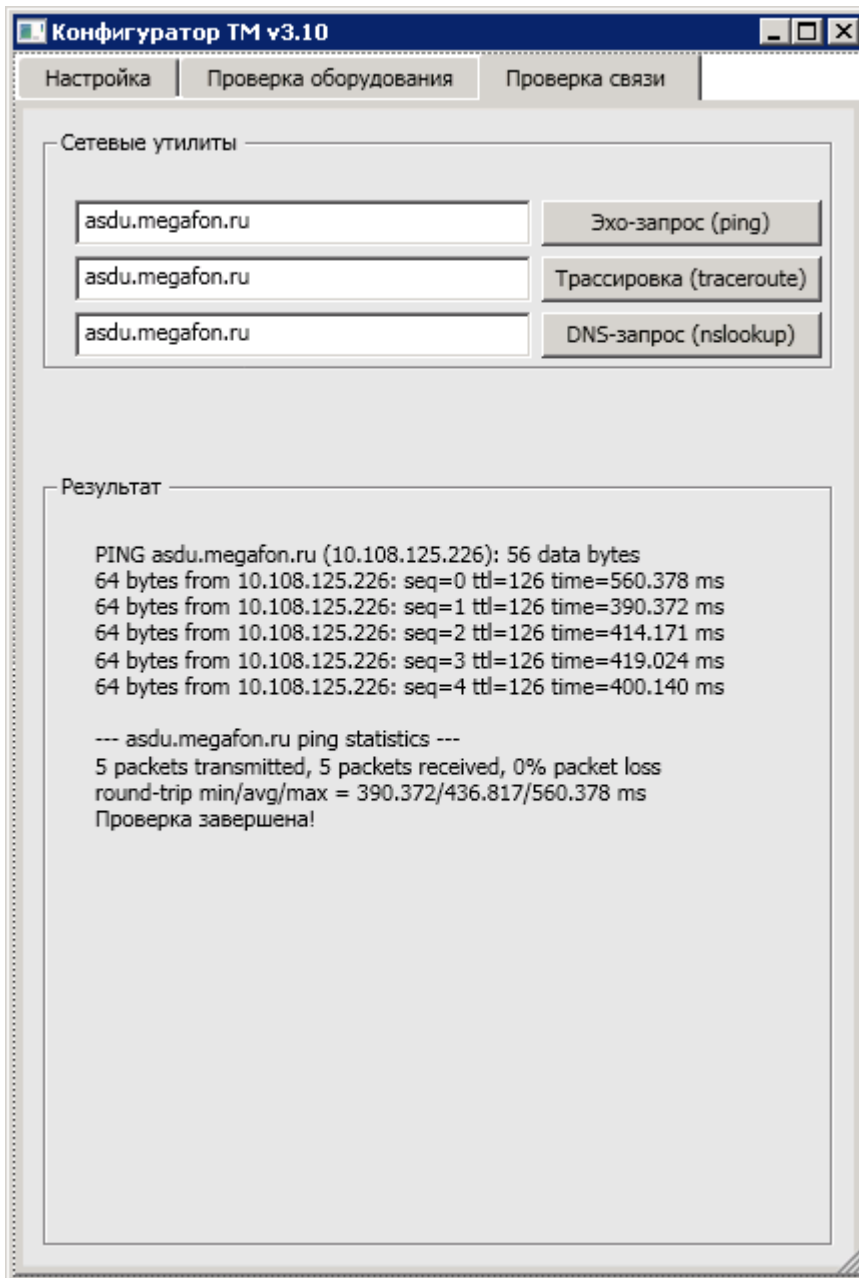 Конфигуратор ТМ v3.10
Настройка Проверка оборудования Проверка связи
Сетевые утилиты
asdu.megafon.ru Эхо-запрос (ping)
asdu.megafon.ru Трассировка (traceroute)
asdu.megafon.ru DNS-запрос (nslookup)
Результат
PING asdu.megafon.ru (10.108.125.226): 56 data bytes
64 bytes from 10.108.125.226: seq=0 ttl=126 time=560.378 ms
64 bytes from 10.108.125.226: seq=1 ttl=126 time=390.372 ms
64 bytes from 10.108.125.226: seq=2 ttl=126 time=414.171 ms
64 bytes from 10.108.125.226: seq=3 ttl=126 time=419.024 ms
64 bytes from 10.108.125.226: seq=4 ttl=126 time=400.140 ms
--- asdu.megafon.ru ping statistics ---
5 packets transmitted, 5 packets received, 0% packet loss
round-trip min/avg/max = 390.372/436.817/560.378 ms
Проверка завершена!